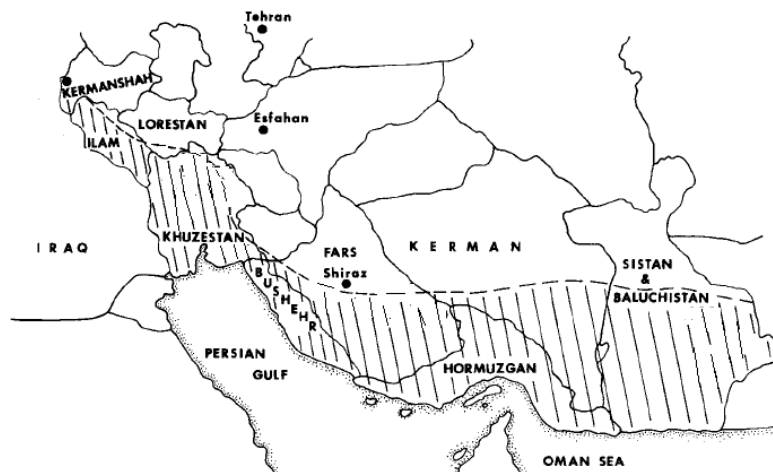 Tehran
KERMANSHAH
LORESTAN
Esfahan
ILAM
IRAQ
KHUZESTAN
FARS
KERMAN
Shiraz
SISTAN
&
BALUCHISTAN
BUSHEHR
PERSIAN
GULF
HORMUZGAN
OMAN SEA